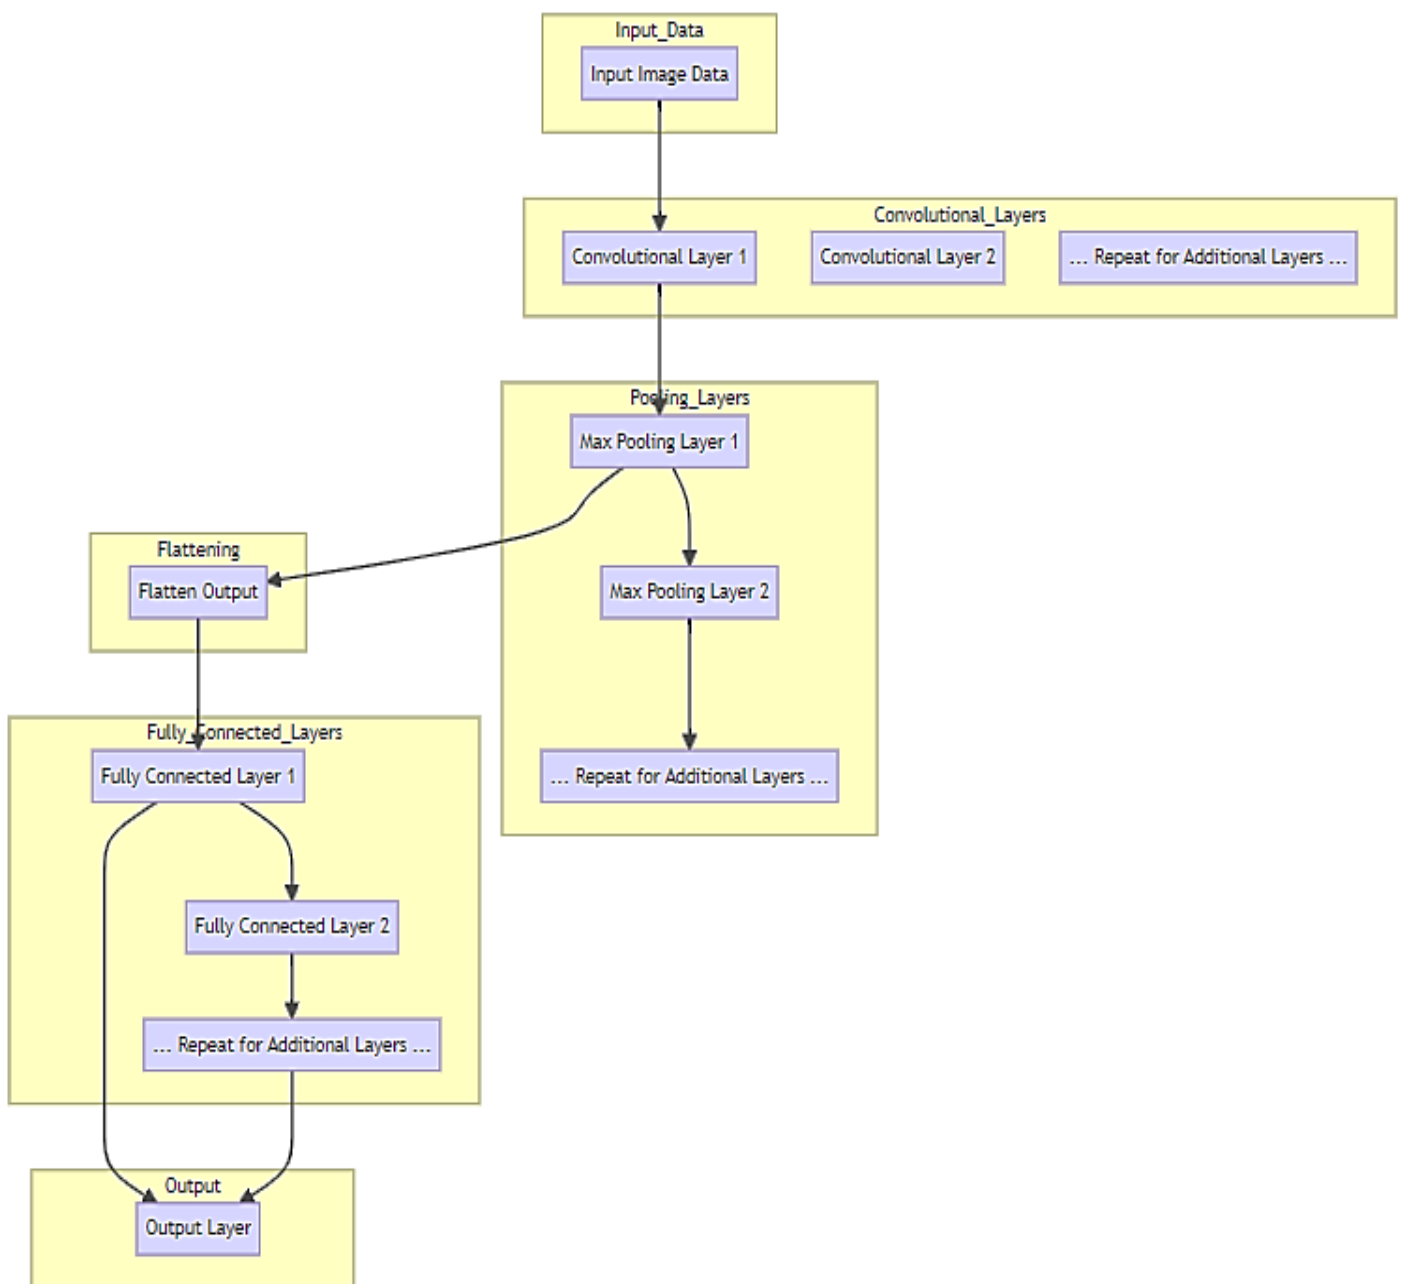 Input_Data
Input Image Data
Convolutional_Layers
Convolutional Layer 1
Convolutional Layer 2
... Repeat for Additional Layers ...
Pooling_Layers
Max Pooling Layer 1
Flattening
Flatten Output
Max Pooling Layer 2
Fully_Connected_Layers
Fully Connected Layer 1
... Repeat for Additional Layers ...
Fully Connected Layer 2
... Repeat for Additional Layers ...
Output
Output Layer